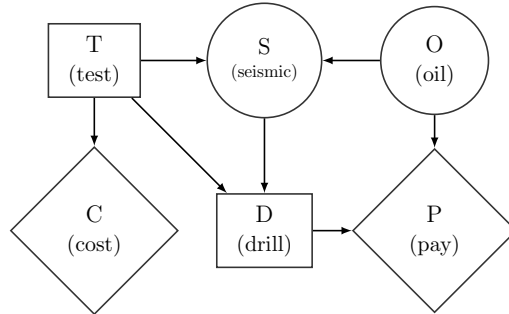 T
(test)
S
(seismic)
O
(oil)
C
(cost)
D
(drill)
P
(pay)